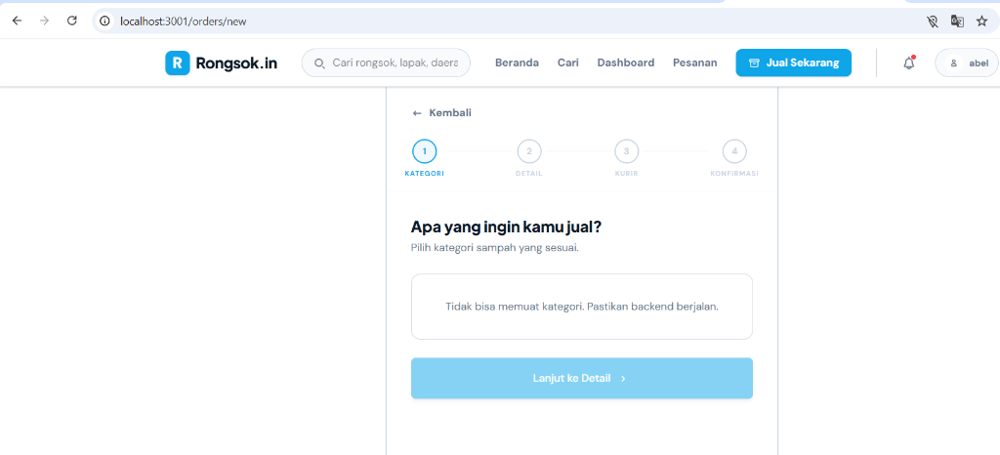 localhost:3001/orders/new
R Rongsok.in Cari rongsok, lapak, daera Beranda Cari Dashboard Pesanan Jual Sekarang abel
← Kembali
1 2 3 4
KATEGORI DETAIL KURIR KONFIRMASI
Apa yang ingin kamu jual?
Pilih kategori sampah yang sesuai.
Tidak bisa memuat kategori. Pastikan backend berjalan.
Lanjut ke Detail ›